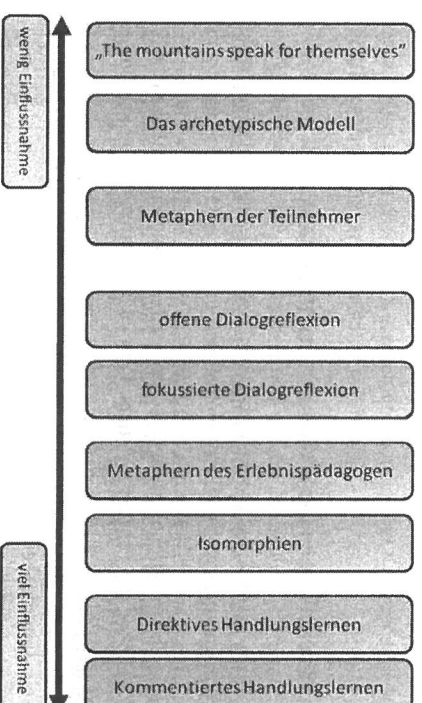 wenig Einflussnahme
„The mountains speak for themselves”
Das archetypische Modell
Metaphern der Teilnehmer
offene Dialogreflexion
fokussierte Dialogreflexion
Metaphern des Erlebnispädagogen
Isomorphien
viel Einflussnahme
Direktives Handlungslernen
Kommentiertes Handlungslernen